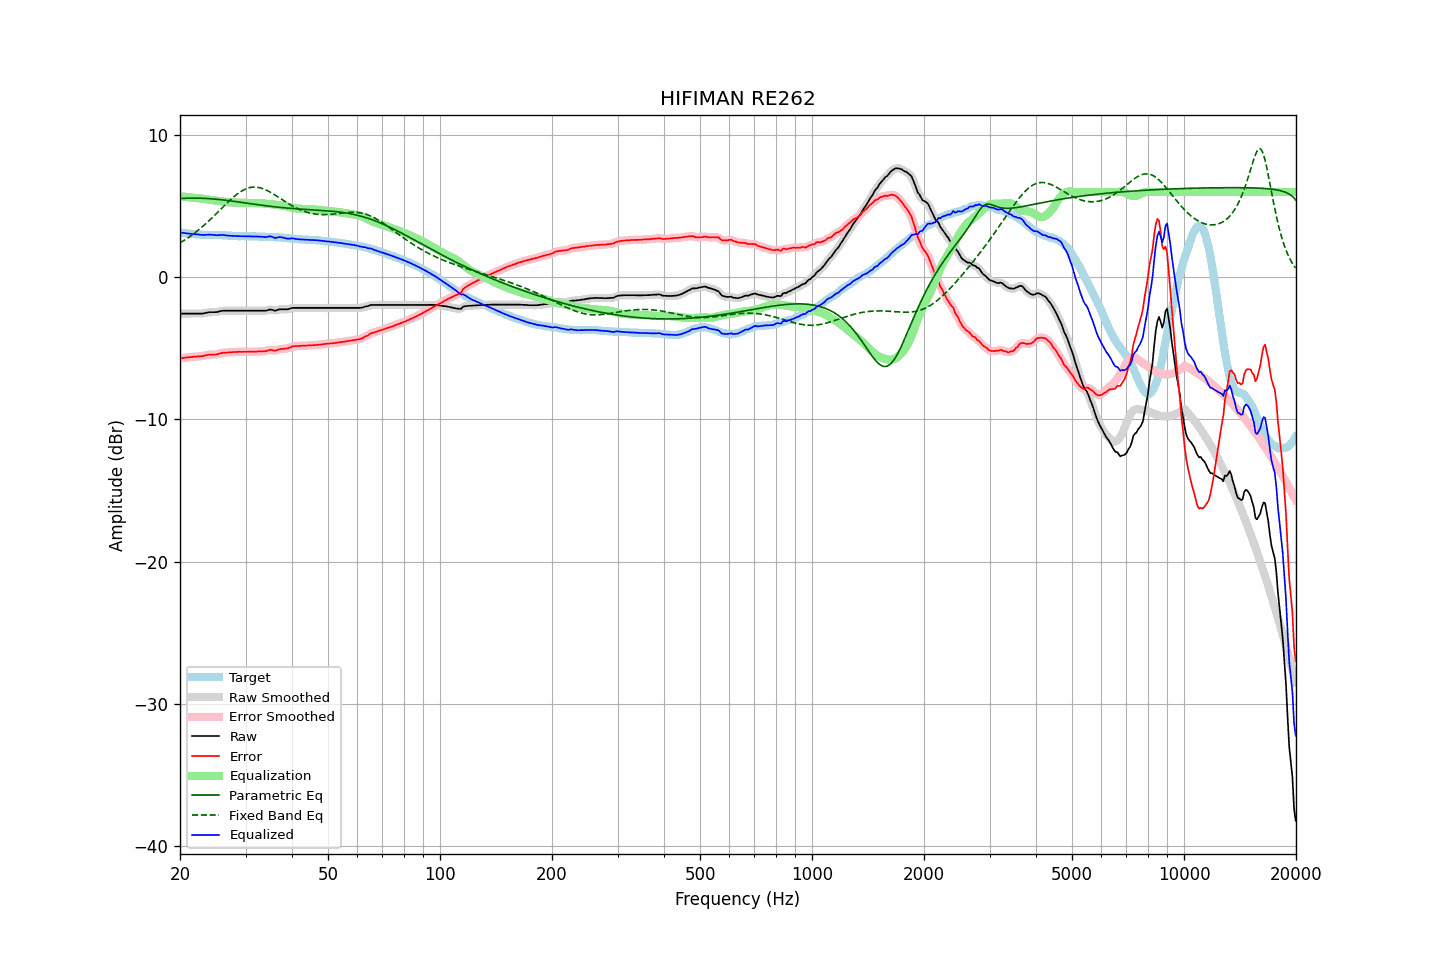 HIFIMAN RE262
Amplitude (dBr)
10
0
−10
−20
−30
−40
Target
Raw Smoothed
Error Smoothed
Raw
Error
Equalization
Parametric Eq
Fixed Band Eq
Equalized
20 50 100 200 500 1000 2000 5000 10000 20000
Frequency (Hz)